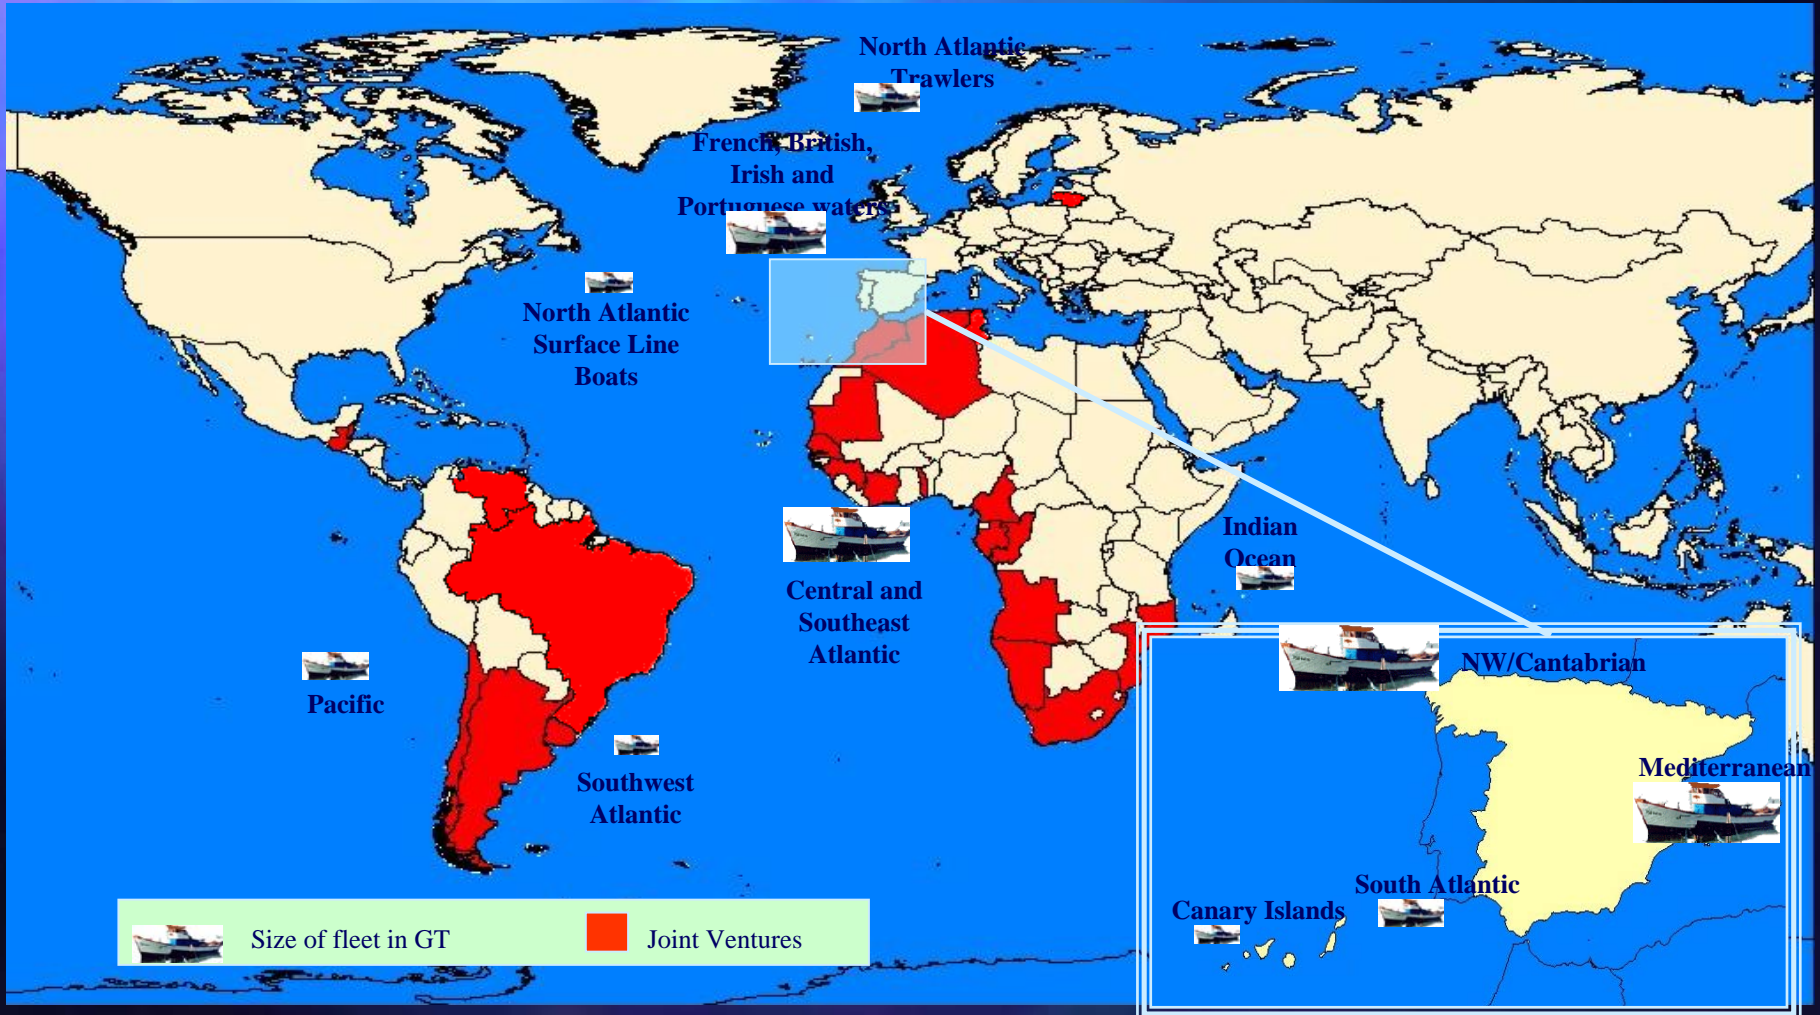 North Atlantic
Trawlers
French, British,
Irish and
Portuguese waters
North Atlantic
Surface Line
Boats
Indian
Ocean
Central and
Southeast
Atlantic
Pacific
Southwest
Atlantic
NW/Cantabrian
Mediterranean
South Atlantic
Canary Islands
Size of fleet in GT
Joint Ventures